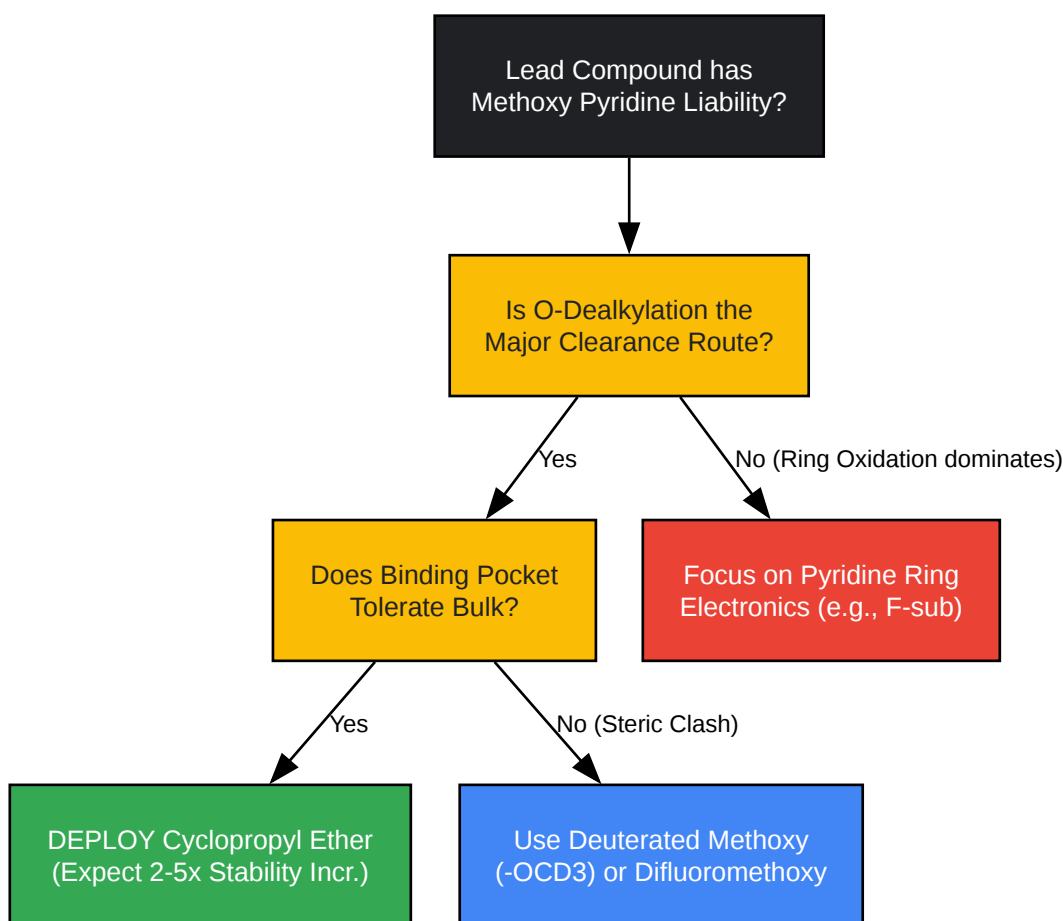 Lead Compound has
Methoxy Pyridine Liability?
Is O-Dealkylation the
Major Clearance Route?
Yes
No (Ring Oxidation dominates)
Does Binding Pocket
Tolerate Bulk?
Focus on Pyridine Ring
Electronics (e.g., F-sub)
Yes
No (Steric Clash)
DEPLOY Cyclopropyl Ether
(Expect 2-5x Stability Incr.)
Use Deuterated Methoxy
(-OCD3) or Difluoromethoxy